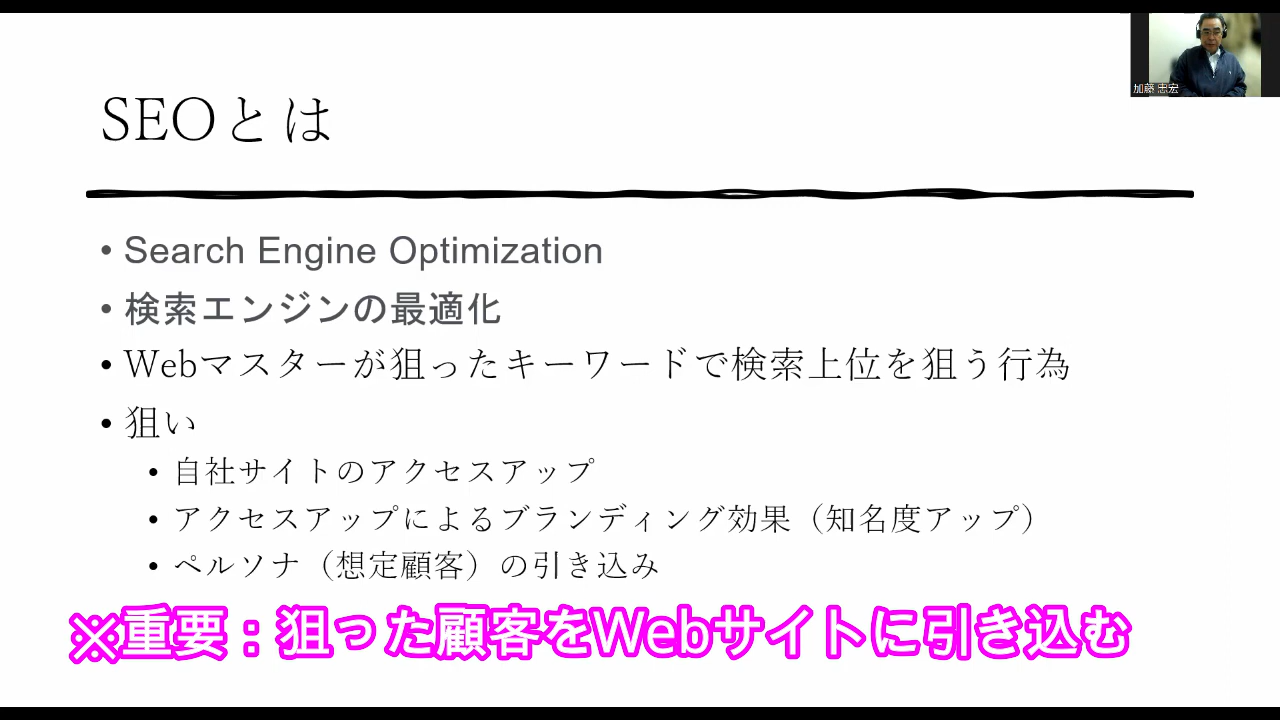 加藤 忠宏
SEOとは
• Search Engine Optimization
• 検索エンジンの最適化
• Webマスターが狙ったキーワードで検索上位を狙う行為
• 狙い
• 自社サイトのアクセスアップ
• アクセスアップによるブランディング効果（知名度アップ）
• ペルソナ（想定顧客）の引き込み
※重要：狙った顧客をWebサイトに引き込む